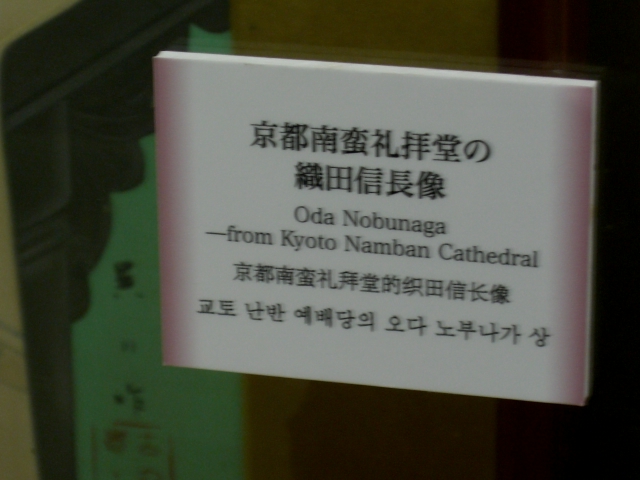 京都南蛮礼拝堂の
織田信長像
Oda Nobunaga
—from Kyoto Namban Cathedral
京都南蛮礼拜堂的织田信长像
교토 난반 예배당의 오다 노부나가 상